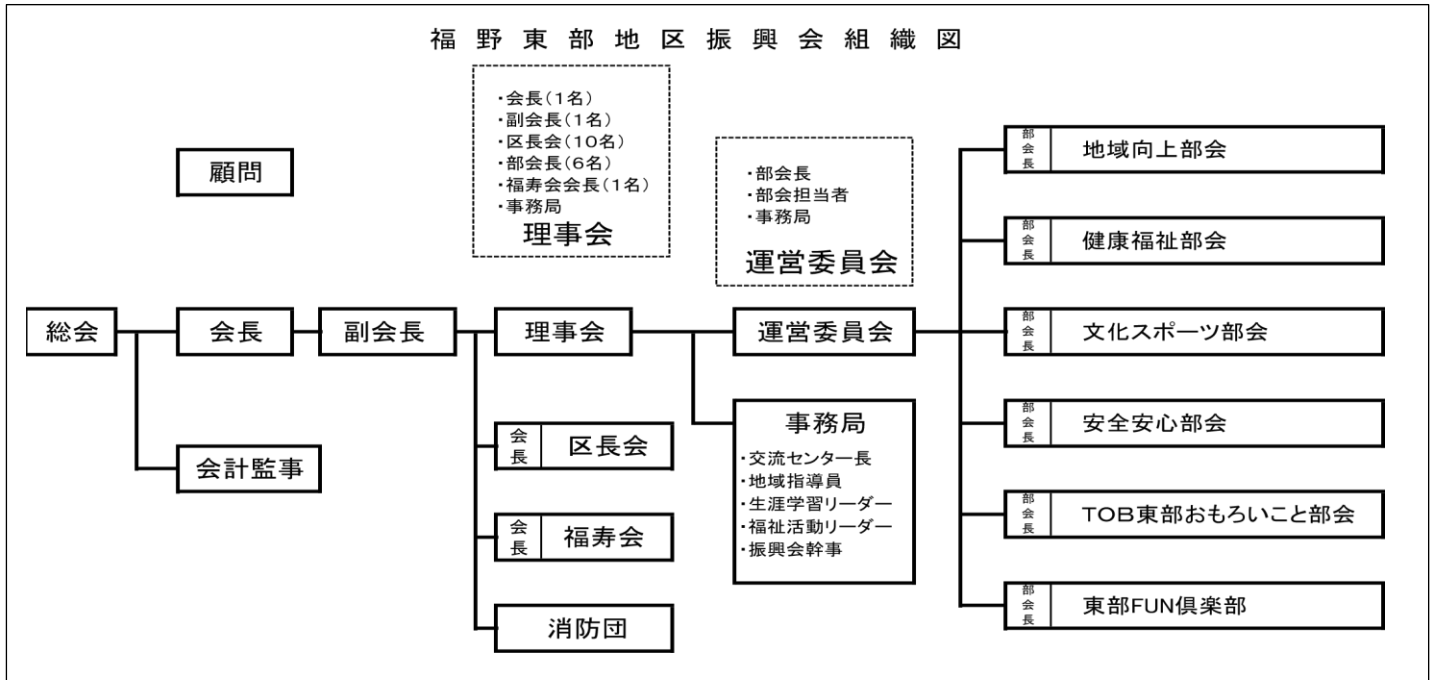 福野東部地区振興会組織図
・会長(1名)
・副会長(1名)
・区長会(10名)
・部会長(6名)
・福寿会会長(1名)
・事務局
理事会
・部会長
・部会担当者
・事務局
運営委員会
顧問
総会
会長
副会長
理事会
運営委員会
会計監事
会長
区長会
会長
福寿会
消防団
事務局
・交流センター長
・地域指導員
・生涯学習リーダー
・福祉活動リーダー
・振興会幹事
部会長
地域向上部会
部会長
健康福祉部会
部会長
文化スポーツ部会
部会長
安全安心部会
部会長
TOB東部おもろいこと部会
部会長
東部FUN倶楽部